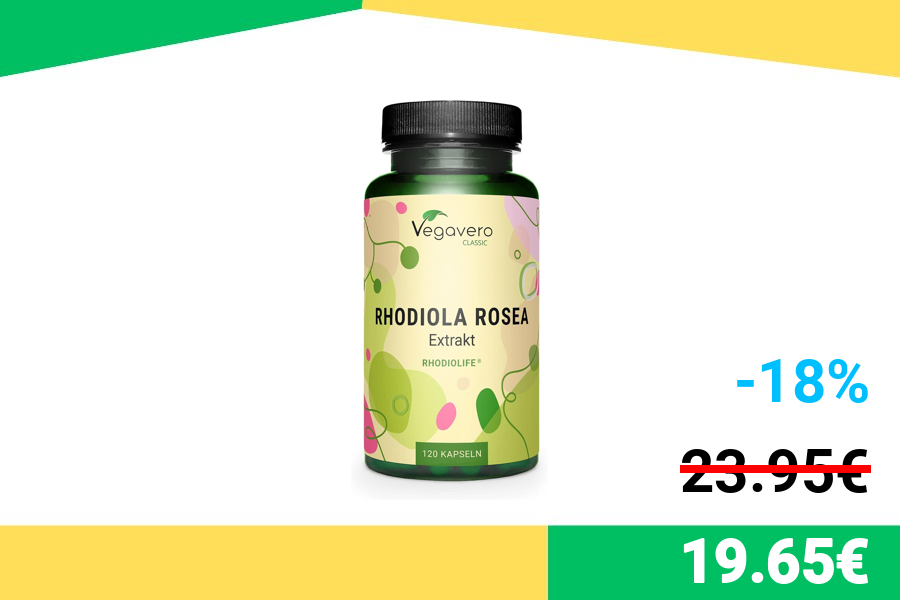 Vegavero
CLASSIC
RHODIOLA ROSEA
Extrakt
RHODIOLIFE®
120 KAPSELN
-18%
23.95€
19.65€